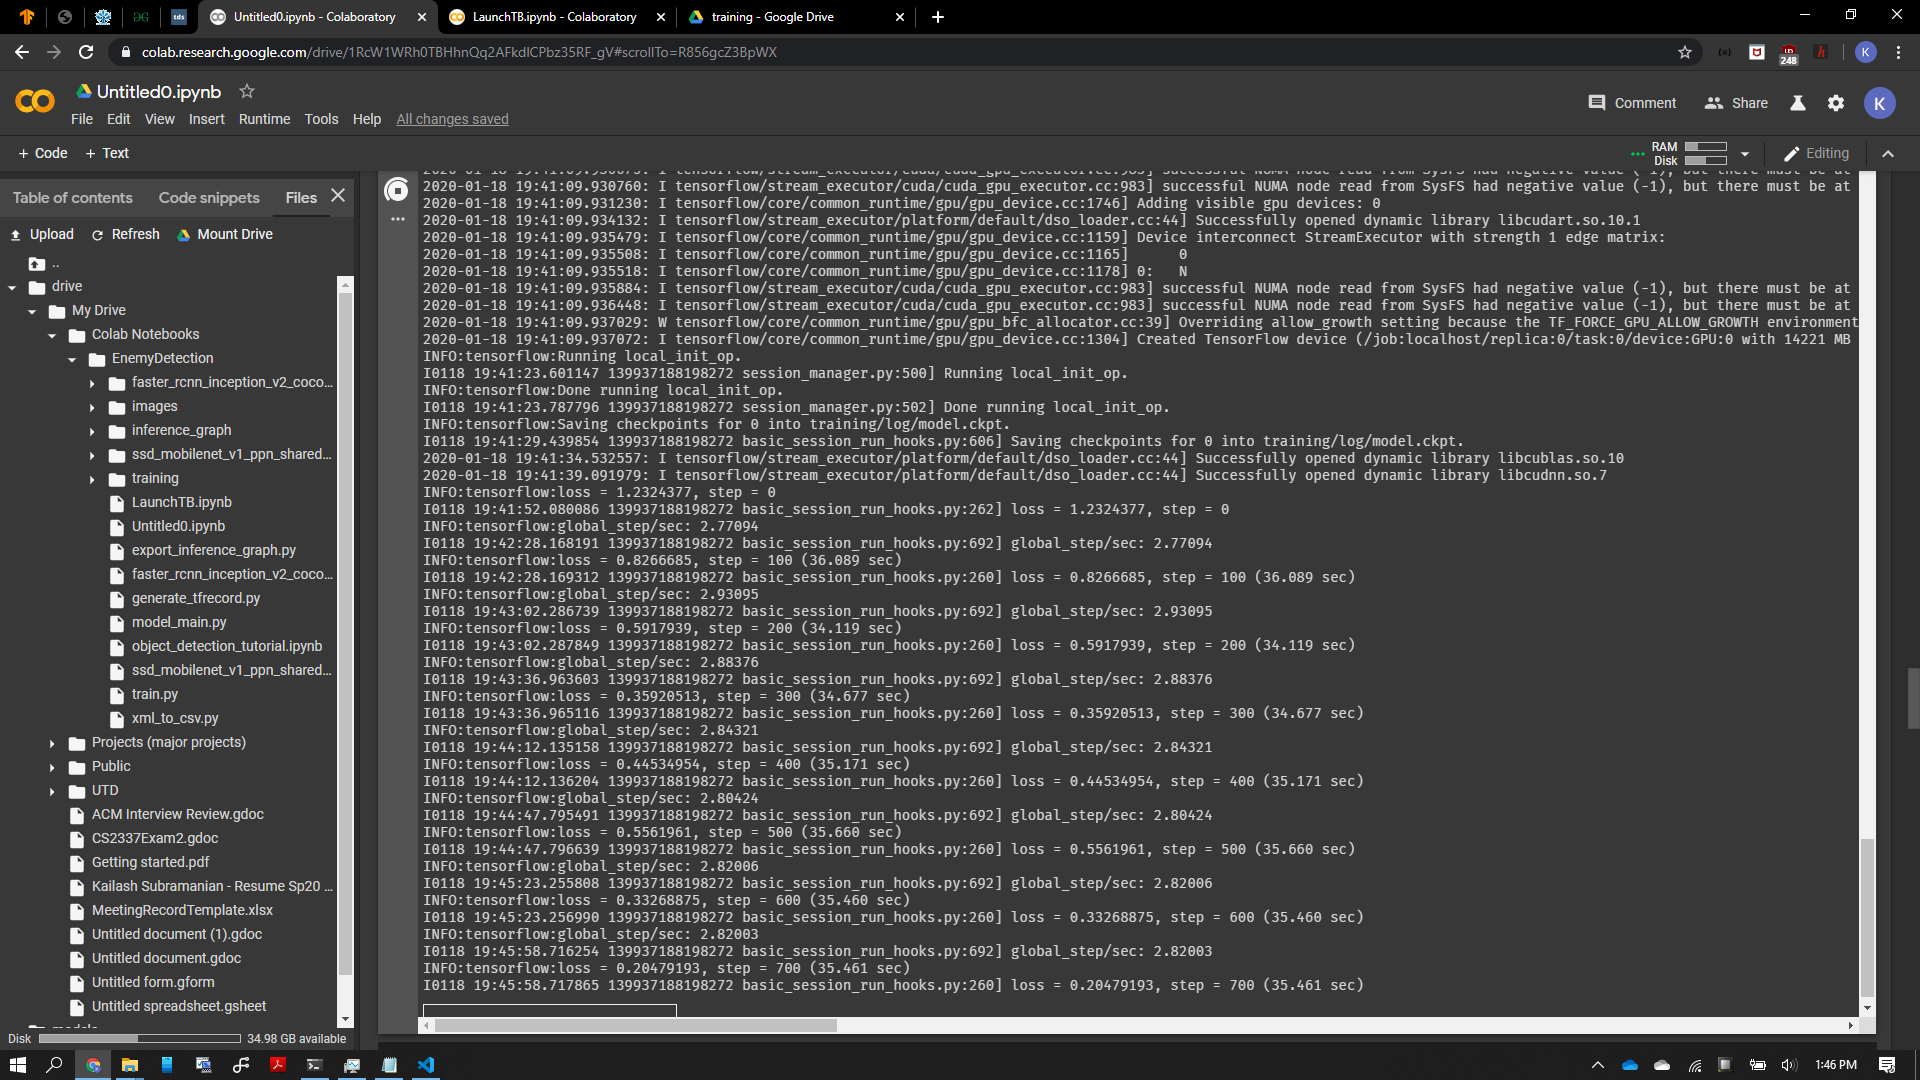 tds
Untitled0.ipynb - Colaboratory
LaunchTB.ipynb - Colaboratory
training - Google Drive
colab.research.google.com/drive/1RcW1WRh0TBHhnQq2AFkdICPbz35RF_gV#scrollTo=R856gcZ3BpWX
248
K
Untitled0.ipynb
Comment
Share
K
File Edit View Insert Runtime Tools Help All changes saved
+ Code + Text
RAM
Disk
Editing
Table of contents Code snippets Files
Upload Refresh Mount Drive
..
drive
My Drive
Colab Notebooks
EnemyDetection
faster_rcnn_inception_v2_coco...
images
inference_graph
ssd_mobilenet_v1_ppn_shared...
training
LaunchTB.ipynb
Untitled0.ipynb
export_inference_graph.py
faster_rcnn_inception_v2_coco...
generate_tfrecord.py
model_main.py
object_detection_tutorial.ipynb
ssd_mobilenet_v1_ppn_shared...
train.py
xml_to_csv.py
Projects (major projects)
Public
UTD
ACM Interview Review.gdoc
CS2337Exam2.gdoc
Getting started.pdf
Kailash Subramanian - Resume Sp20 ...
MeetingRecordTemplate.xlsx
Untitled document (1).gdoc
Untitled document.gdoc
Untitled form.gform
Untitled spreadsheet.gsheet
Disk 34.98 GB available
2020-01-18 19:41:09.930760: I tensorflow/stream_executor/cuda/cuda_gpu_executor.cc:983] successful NUMA node read from SysFS had negative value (-1), but there must be at
2020-01-18 19:41:09.931230: I tensorflow/core/common_runtime/gpu/gpu_device.cc:1746] Adding visible gpu devices: 0
2020-01-18 19:41:09.934132: I tensorflow/stream_executor/platform/default/dso_loader.cc:44] Successfully opened dynamic library libcudart.so.10.1
2020-01-18 19:41:09.935479: I tensorflow/core/common_runtime/gpu/gpu_device.cc:1159] Device interconnect StreamExecutor with strength 1 edge matrix:
2020-01-18 19:41:09.935508: I tensorflow/core/common_runtime/gpu/gpu_device.cc:1165] 0
2020-01-18 19:41:09.935518: I tensorflow/core/common_runtime/gpu/gpu_device.cc:1178] 0: N
2020-01-18 19:41:09.935884: I tensorflow/stream_executor/cuda/cuda_gpu_executor.cc:983] successful NUMA node read from SysFS had negative value (-1), but there must be at
2020-01-18 19:41:09.936448: I tensorflow/stream_executor/cuda/cuda_gpu_executor.cc:983] successful NUMA node read from SysFS had negative value (-1), but there must be at
2020-01-18 19:41:09.937029: W tensorflow/core/common_runtime/gpu/gpu_bfc_allocator.cc:39] Overriding allow_growth setting because the TF_FORCE_GPU_ALLOW_GROWTH environment
2020-01-18 19:41:09.937072: I tensorflow/core/common_runtime/gpu/gpu_device.cc:1304] Created TensorFlow device (/job:localhost/replica:0/task:0/device:GPU:0 with 14221 MB
INFO:tensorflow:Running local_init_op.
I0118 19:41:23.601147 139937188198272 session_manager.py:500] Running local_init_op.
INFO:tensorflow:Done running local_init_op.
I0118 19:41:23.787796 139937188198272 session_manager.py:502] Done running local_init_op.
INFO:tensorflow:Saving checkpoints for 0 into training/log/model.ckpt.
I0118 19:41:29.439854 139937188198272 basic_session_run_hooks.py:606] Saving checkpoints for 0 into training/log/model.ckpt.
2020-01-18 19:41:34.532557: I tensorflow/stream_executor/platform/default/dso_loader.cc:44] Successfully opened dynamic library libcublas.so.10
2020-01-18 19:41:39.091979: I tensorflow/stream_executor/platform/default/dso_loader.cc:44] Successfully opened dynamic library libcudnn.so.7
INFO:tensorflow:loss = 1.2324377, step = 0
I0118 19:41:52.080086 139937188198272 basic_session_run_hooks.py:262] loss = 1.2324377, step = 0
INFO:tensorflow:global_step/sec: 2.77094
I0118 19:42:28.168191 139937188198272 basic_session_run_hooks.py:692] global_step/sec: 2.77094
INFO:tensorflow:loss = 0.8266685, step = 100 (36.089 sec)
I0118 19:42:28.169312 139937188198272 basic_session_run_hooks.py:260] loss = 0.8266685, step = 100 (36.089 sec)
INFO:tensorflow:global_step/sec: 2.93095
I0118 19:43:02.286739 139937188198272 basic_session_run_hooks.py:692] global_step/sec: 2.93095
INFO:tensorflow:loss = 0.5917939, step = 200 (34.119 sec)
I0118 19:43:02.287849 139937188198272 basic_session_run_hooks.py:260] loss = 0.5917939, step = 200 (34.119 sec)
INFO:tensorflow:global_step/sec: 2.88376
I0118 19:43:36.963603 139937188198272 basic_session_run_hooks.py:692] global_step/sec: 2.88376
INFO:tensorflow:loss = 0.35920513, step = 300 (34.677 sec)
I0118 19:43:36.965116 139937188198272 basic_session_run_hooks.py:260] loss = 0.35920513, step = 300 (34.677 sec)
INFO:tensorflow:global_step/sec: 2.84321
I0118 19:44:12.135158 139937188198272 basic_session_run_hooks.py:692] global_step/sec: 2.84321
INFO:tensorflow:loss = 0.44534954, step = 400 (35.171 sec)
I0118 19:44:12.136204 139937188198272 basic_session_run_hooks.py:260] loss = 0.44534954, step = 400 (35.171 sec)
INFO:tensorflow:global_step/sec: 2.80424
I0118 19:44:47.795491 139937188198272 basic_session_run_hooks.py:692] global_step/sec: 2.80424
INFO:tensorflow:loss = 0.5561961, step = 500 (35.660 sec)
I0118 19:44:47.796639 139937188198272 basic_session_run_hooks.py:260] loss = 0.5561961, step = 500 (35.660 sec)
INFO:tensorflow:global_step/sec: 2.82006
I0118 19:45:23.255808 139937188198272 basic_session_run_hooks.py:692] global_step/sec: 2.82006
INFO:tensorflow:loss = 0.33268875, step = 600 (35.460 sec)
I0118 19:45:23.256990 139937188198272 basic_session_run_hooks.py:260] loss = 0.33268875, step = 600 (35.460 sec)
INFO:tensorflow:global_step/sec: 2.82003
I0118 19:45:58.716254 139937188198272 basic_session_run_hooks.py:692] global_step/sec: 2.82003
INFO:tensorflow:loss = 0.20479193, step = 700 (35.461 sec)
I0118 19:45:58.717865 139937188198272 basic_session_run_hooks.py:260] loss = 0.20479193, step = 700 (35.461 sec)
1:46 PM